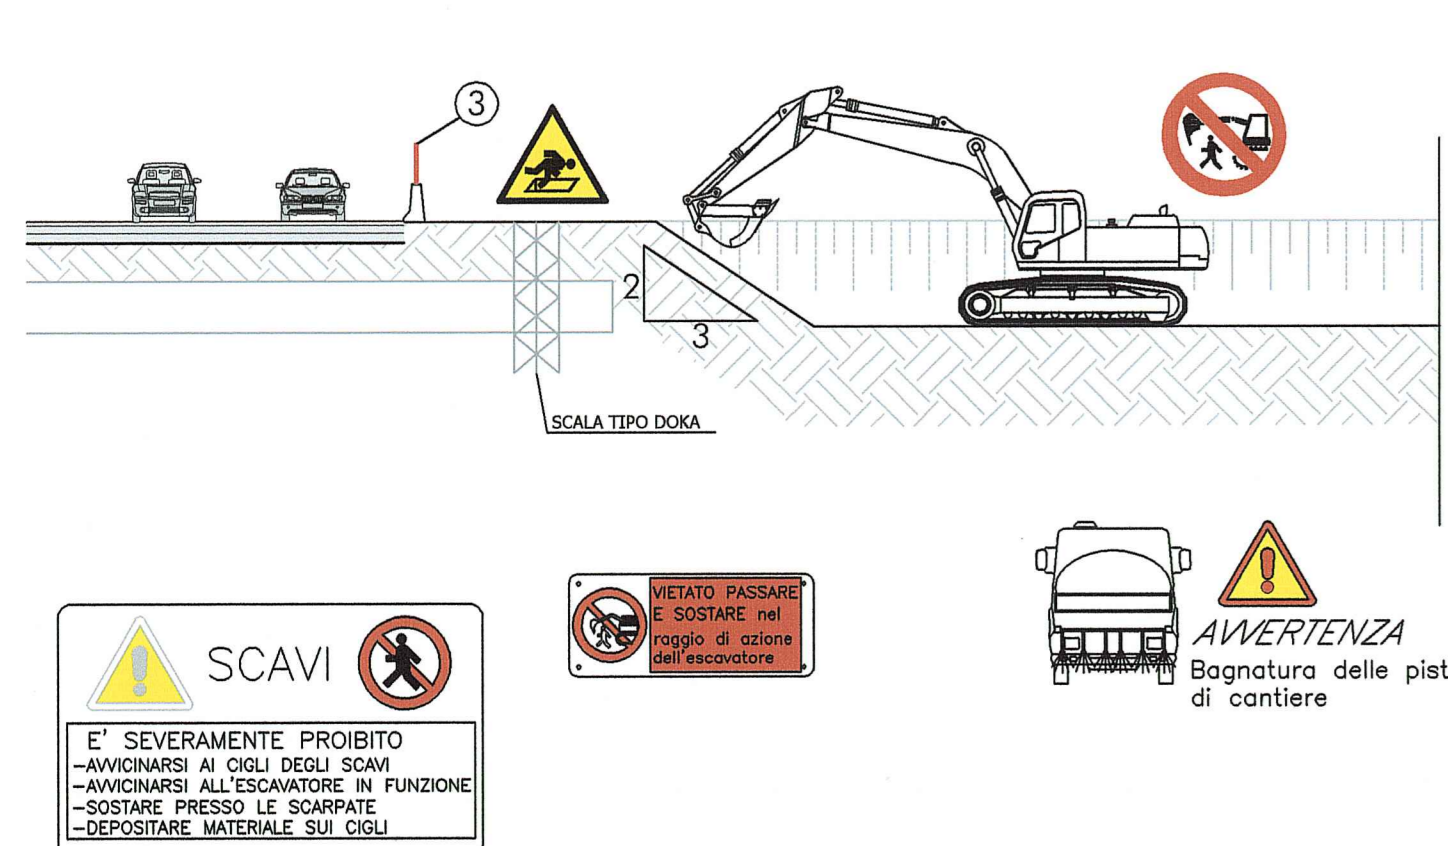 3
2
3
SCALA TIPO DOKA
VIETATO PASSARE
E SOSTARE nel
raggio di azione
dell'escavatore
AVVERTENZA
Bagnatura delle pist
di cantiere
SCAVI
E' SEVERAMENTE PROIBITO
-AVVICINARSI AI CIGLI DEGLI SCAVI
-AVVICINARSI ALL'ESCAVATORE IN FUNZIONE
-SOSTARE PRESSO LE SCARPATE
-DEPOSITARE MATERIALE SUI CIGLI